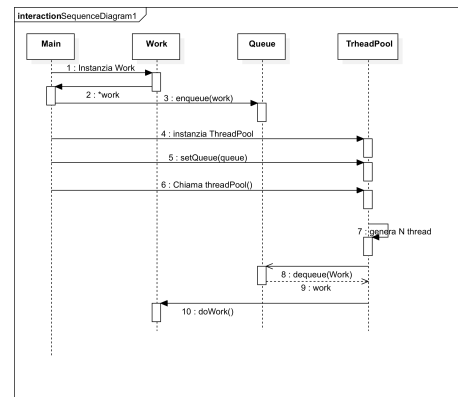 interactionSequenceDiagram1
Main
Work
Queue
TrheadPool
1 : Instanzia Work
2 : *work
3 : enqueue(work)
4 : instanzia ThreadPool
5 : setQueue(queue)
6 : Chiama threadPool()
7 : genera N thread
8 : dequeue(Work)
9 : work
10 : doWork()